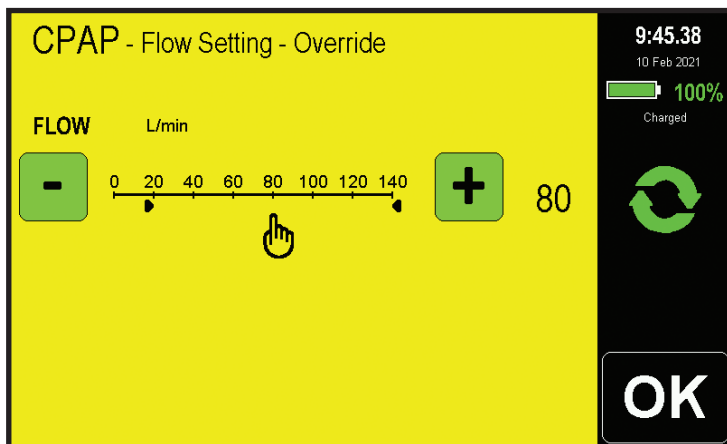 CPAP - Flow Setting - Override
9:45.38
10 Feb 2021
100%
Charged
FLOW L/min
- 0 20 40 60 80 100 120 140 + 80
OK